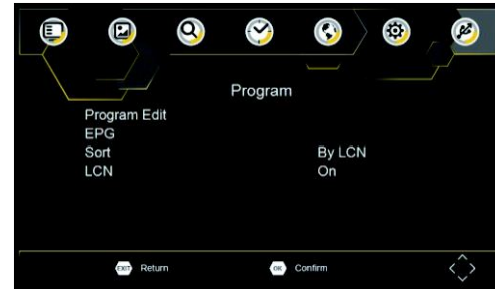 Program
Program Edit
EPG
Sort By LCN
LCN On
EXIT Return OK Confirm